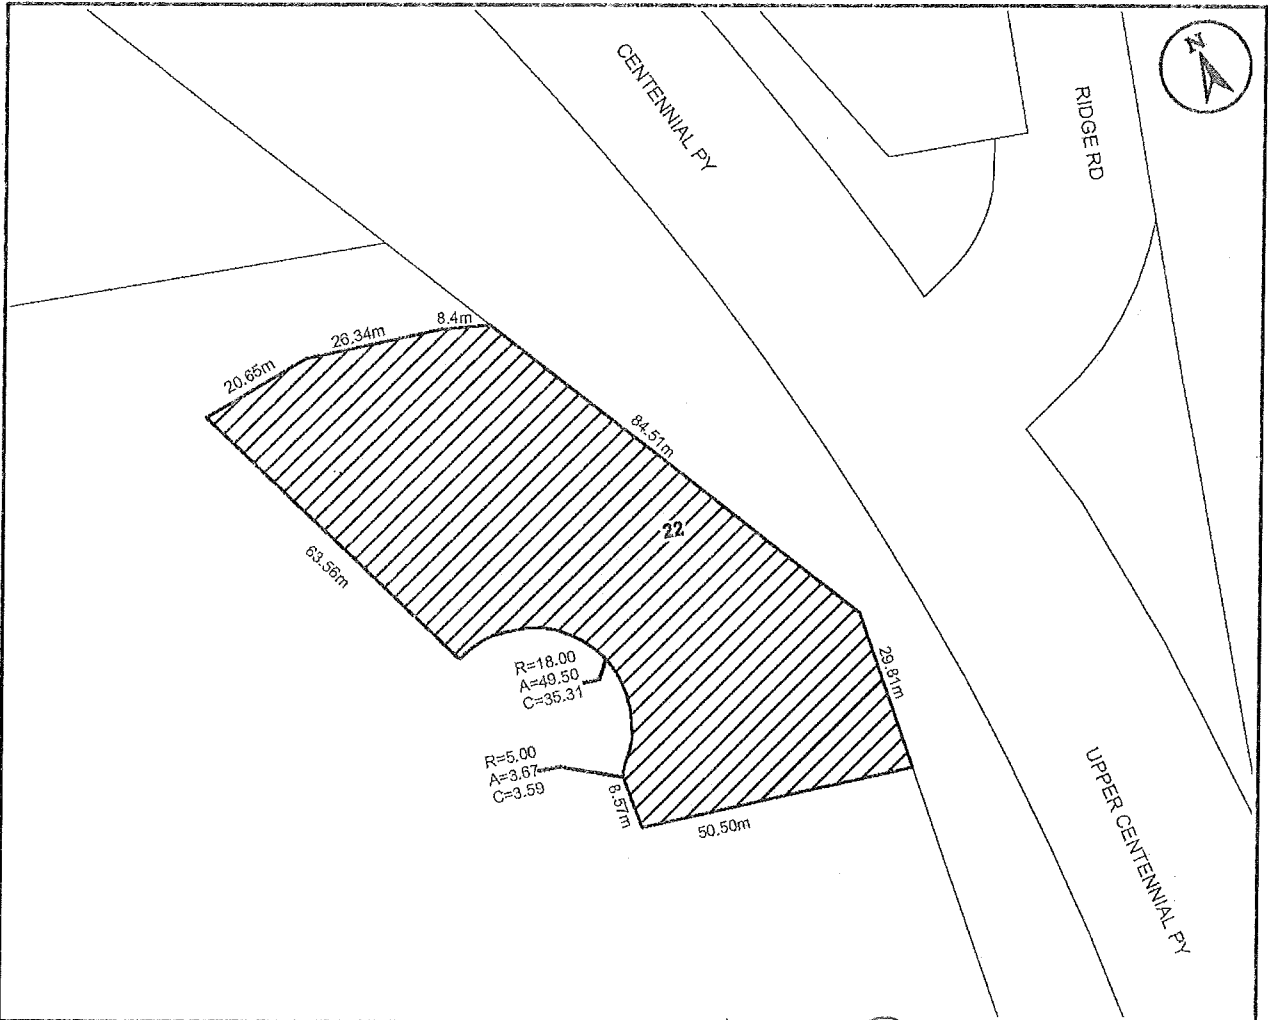 N
CENTENNIAL PY
RIDGE RD
8.4m
26.34m
20.65m
84.51m
22
63.56m
R=18.00
A=49.50
C=35.31
29.81m
R=5.00
A=3.67
C=3.59
8.57m
50.50m
UPPER CENTENNIAL PY